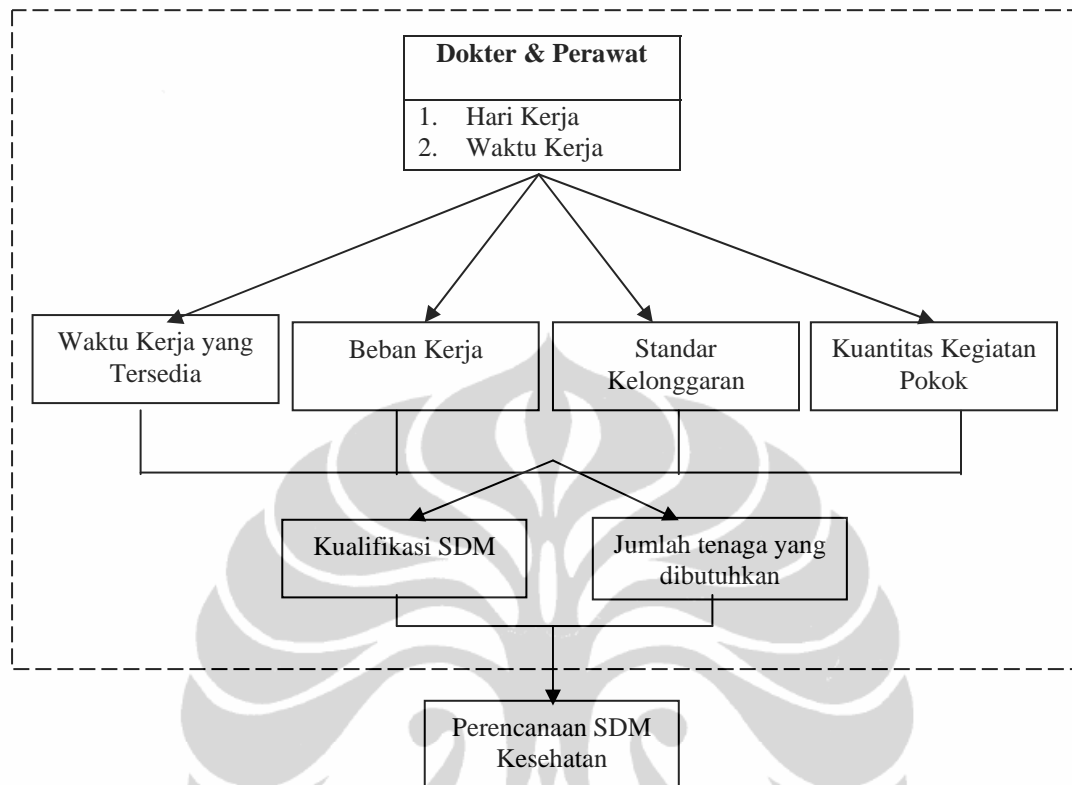 Dokter & Perawat
1. Hari Kerja
2. Waktu Kerja
Waktu Kerja yang
Tersedia
Beban Kerja
Standar
Kelonggaran
Kuantitas Kegiatan
Pokok
Kualifikasi SDM
Jumlah tenaga yang
dibutuhkan
Perencanaan SDM
Kesehatan